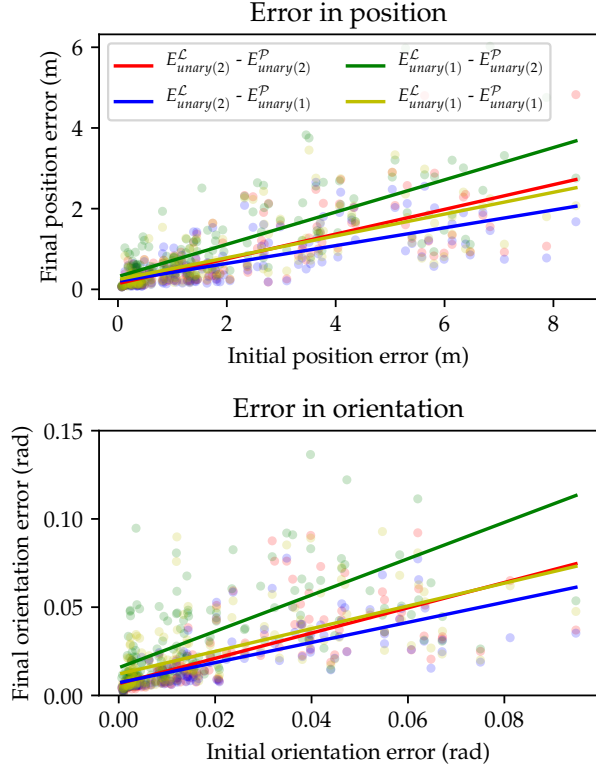 Error in position
Final position error (m)
6
4
2
0
E^L_unary(2) - E^P_unary(2)
E^L_unary(1) - E^P_unary(2)
E^L_unary(2) - E^P_unary(1)
E^L_unary(1) - E^P_unary(1)
0 2 4 6 8
Initial position error (m)
Error in orientation
Final orientation error (rad)
0.15
0.10
0.05
0.00
0.00 0.02 0.04 0.06 0.08
Initial orientation error (rad)